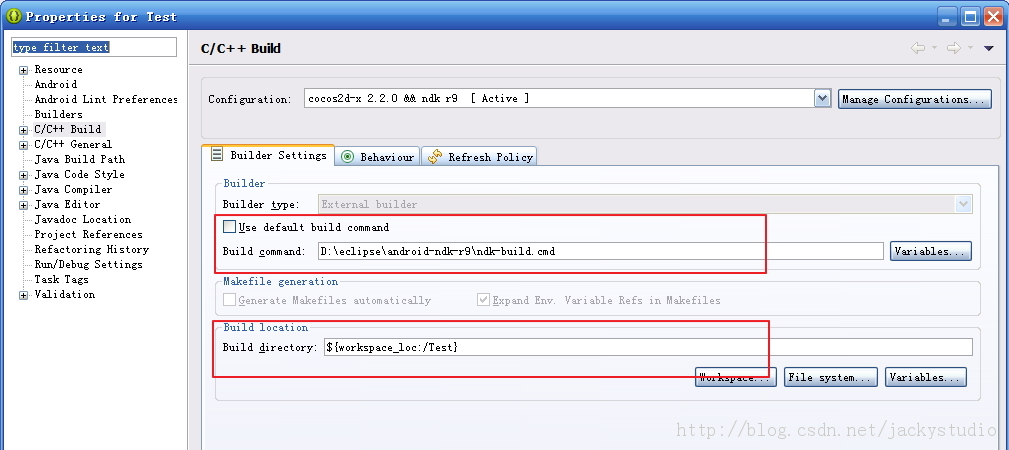 Properties for Test
type filter text
C/C++ Build
Resource
Android
Android Lint Preferences
Builders
C/C++ Build
C/C++ General
Java Build Path
Java Code Style
Java Compiler
Java Editor
Javadoc Location
Project References
Refactoring History
Run/Debug Settings
Task Tags
Validation
Configuration: cocos2d-x 2.2.0 && ndk r9 [ Active ] Manage Configurations...
Builder Settings Behaviour Refresh Policy
Builder
Builder type: External builder
Use default build command
Build command: D:\eclipse\android-ndk-r9\ndk-build.cmd Variables...
Makefile generation
Generate Makefiles automatically Expand Env. Variable Refs in Makefiles
Build location
Build directory: ${workspace_loc:/Test}
Workspace... File system... Variables...
http://blog.csdn.net/jackystudio